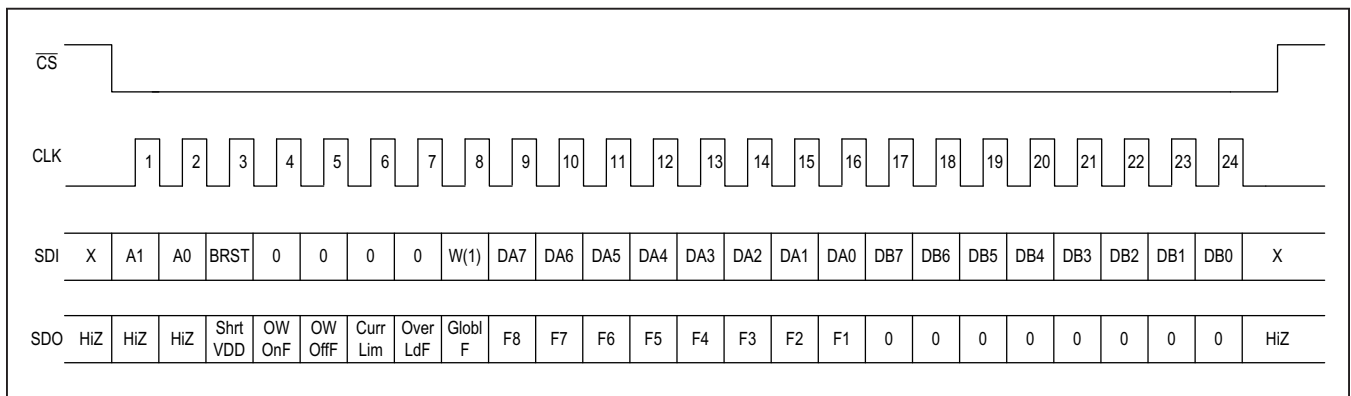 CS
CLK 1 2 3 4 5 6 7 8 9 10 11 12 13 14 15 16 17 18 19 20 21 22 23 24
SDI X A1 A0 BRST 0 0 0 0 W(1) DA7 DA6 DA5 DA4 DA3 DA2 DA1 DA0 DB7 DB6 DB5 DB4 DB3 DB2 DB1 DB0 X
SDO HiZ HiZ HiZ Shrt VDD OW OnF OW OffF Curr Lim Over LdF Globl F F8 F7 F6 F5 F4 F3 F2 F1 0 0 0 0 0 0 0 0 HiZ